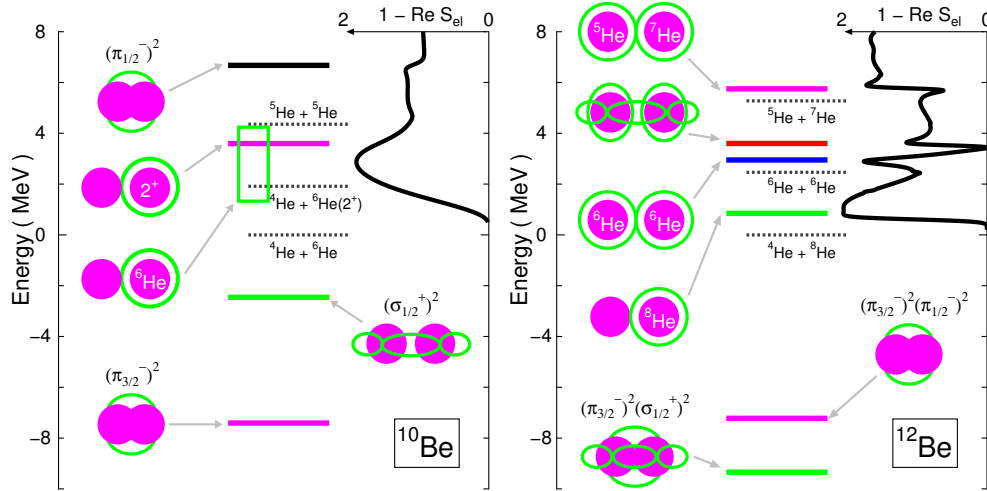 2 1 − Re S_el 0
8
4
0
−4
−8
Energy ( MeV )
(π1/2⁻)²
⁵He + ⁵He
2⁺
⁴He + ⁶He(2⁺)
⁴He + ⁶He
⁶He
(σ1/2⁺)²
(π3/2⁻)²
¹⁰Be
2 1 − Re S_el 0
8
4
0
−4
−8
Energy ( MeV )
⁵He ⁷He
⁵He + ⁷He
⁶He + ⁶He
⁶He ⁶He
⁴He + ⁸He
⁸He
(π3/2⁻)²(π1/2⁻)²
(π3/2⁻)²(σ1/2⁺)²
¹²Be